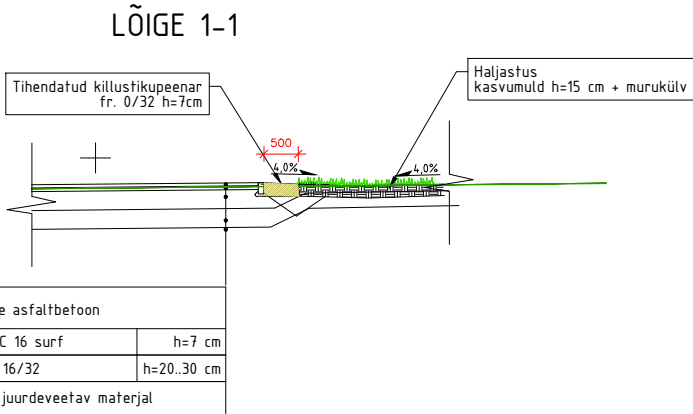 LÕIGE 1-1
Tihendatud killustikupeenar
fr. 0/32 h=7cm
Haljastus
kasvumuld h=15 cm + murukülv
500
4,0%
4,0%
asfaltbetoon
16 surf h=7 cm
16/32 h=20..30 cm
juurdeveetav materjal